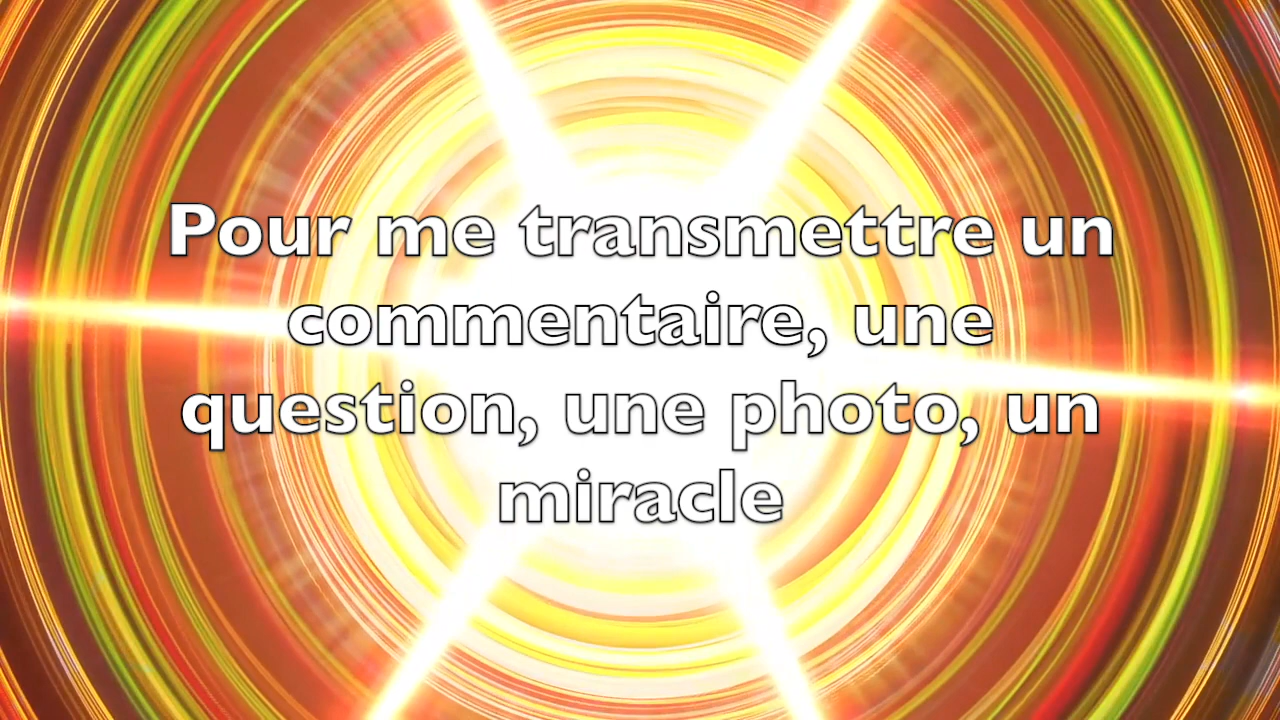 Pour me transmettre un
commentaire, une
question, une photo, un
miracle